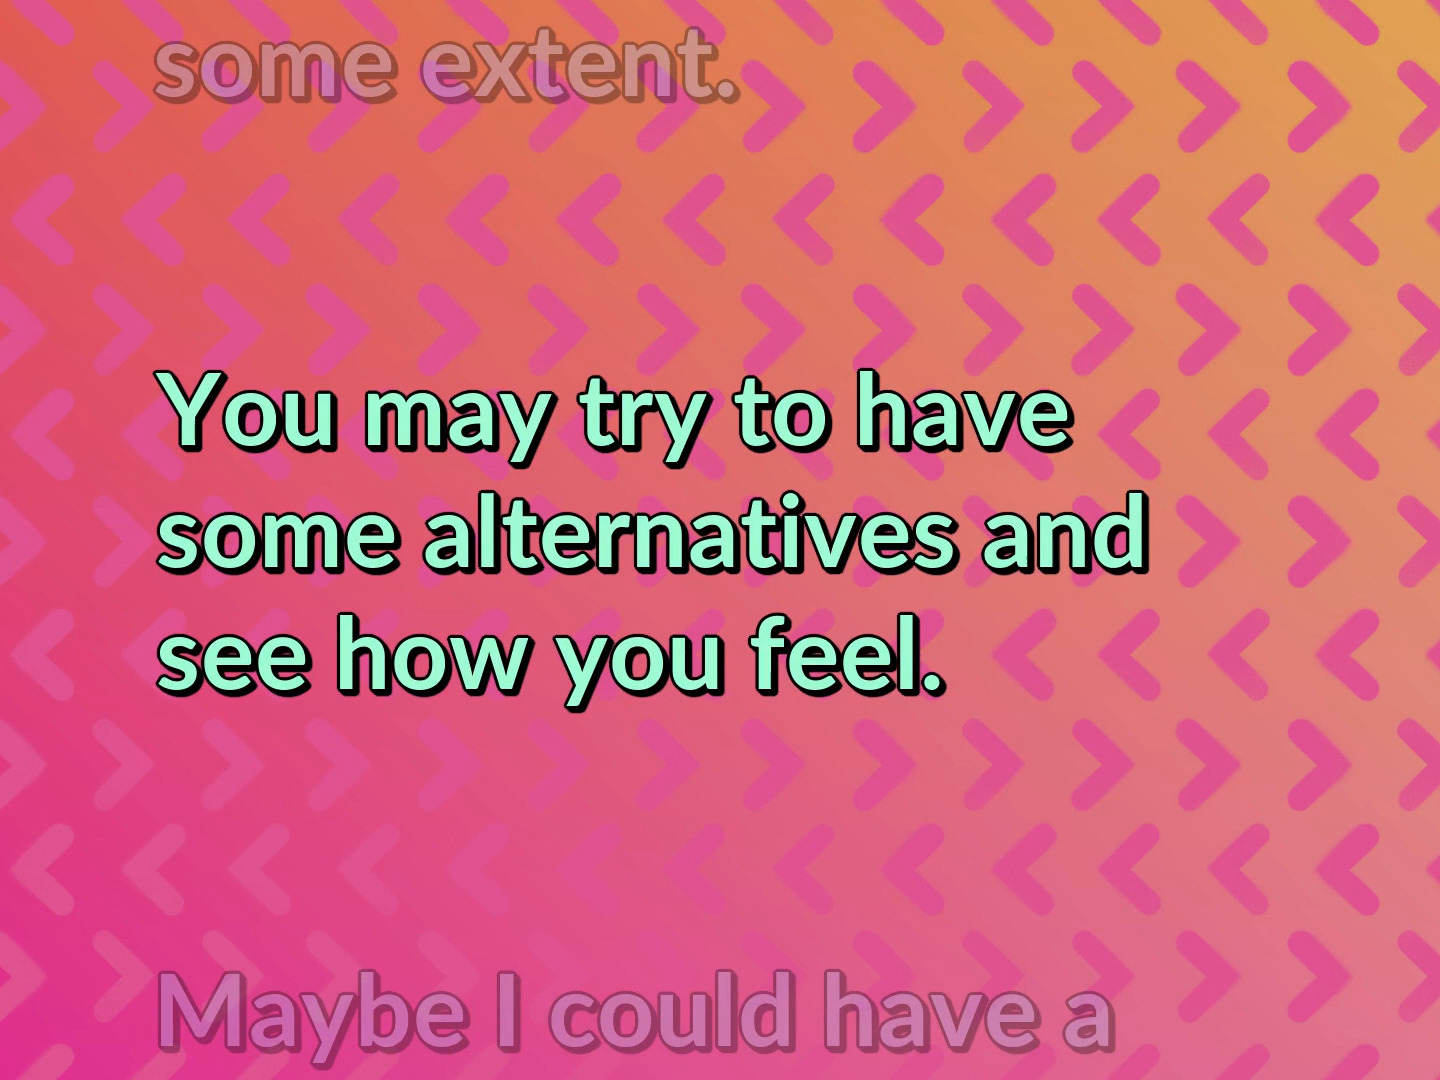 some extent.
You may try to have
some alternatives and
see how you feel.
Maybe I could have a